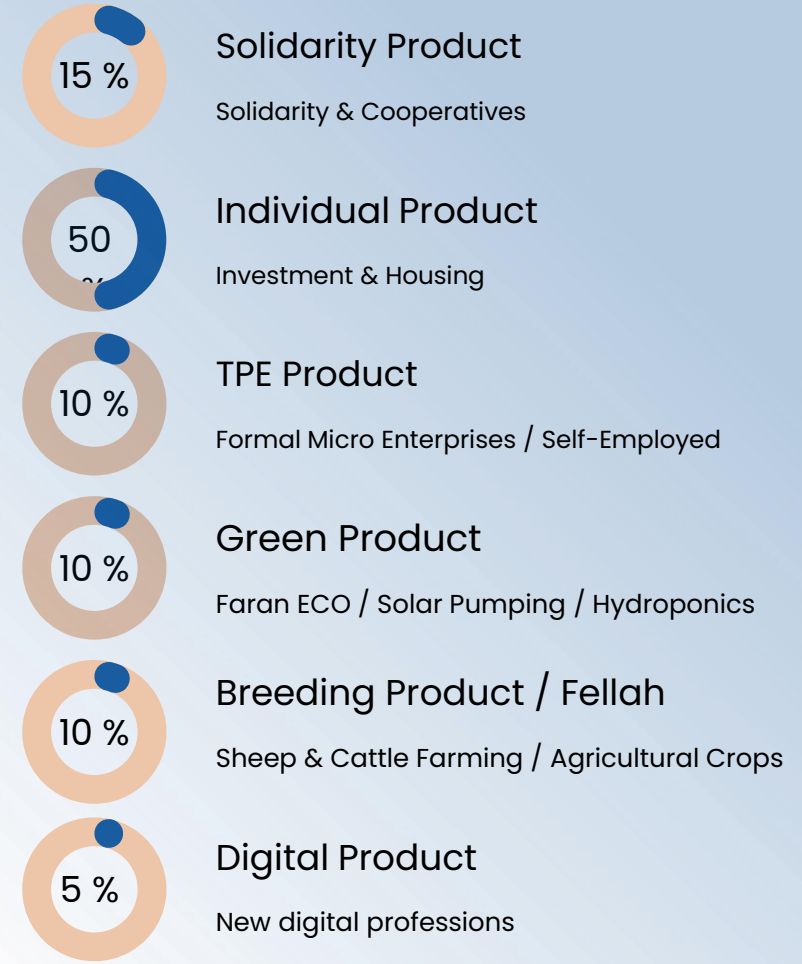 15 %
Solidarity Product
Solidarity & Cooperatives
50
%
Individual Product
Investment & Housing
10 %
TPE Product
Formal Micro Enterprises / Self-Employed
10 %
Green Product
Faran ECO / Solar Pumping / Hydroponics
10 %
Breeding Product / Fellah
Sheep & Cattle Farming / Agricultural Crops
5 %
Digital Product
New digital professions